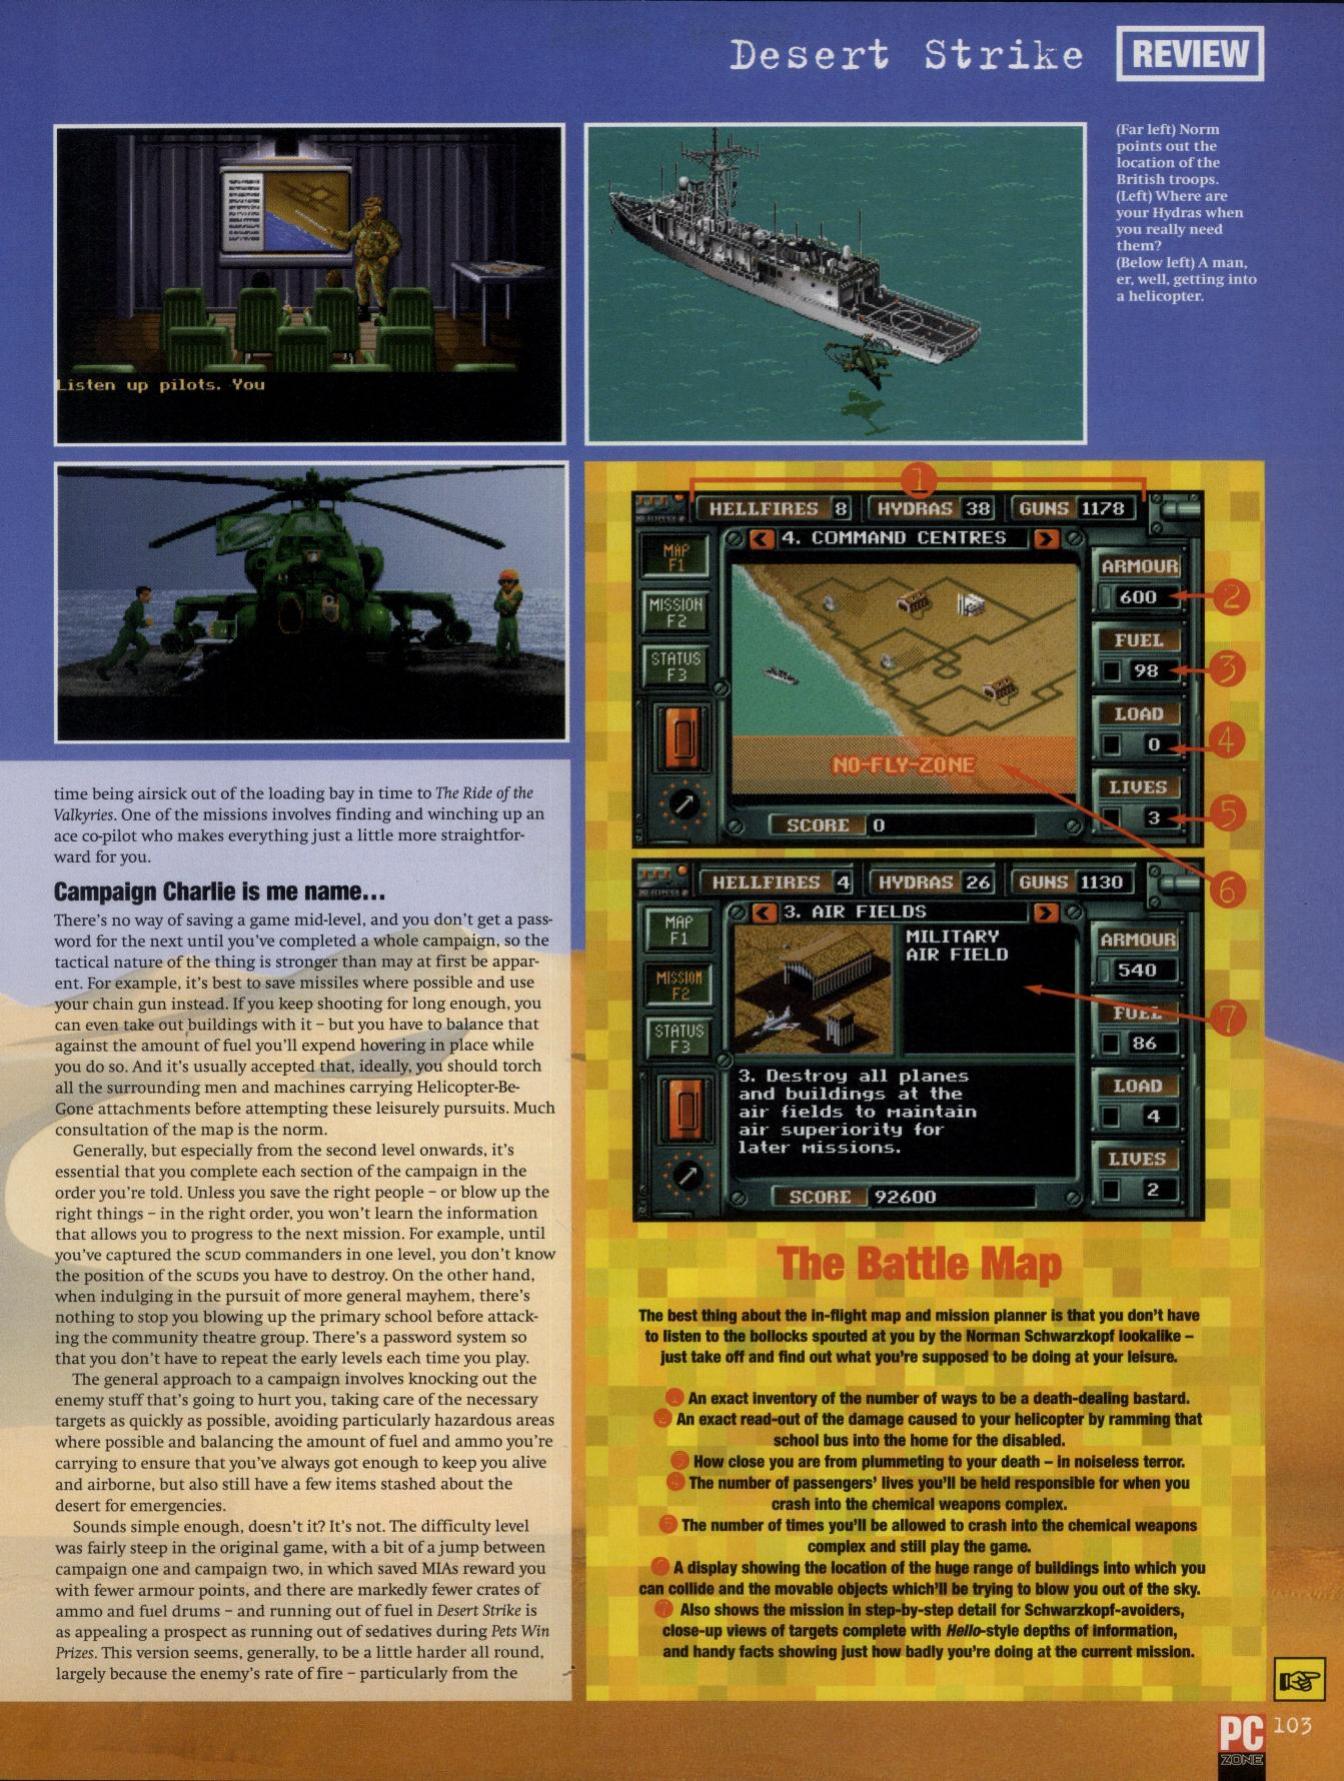 Desert Strike
REVIEW
(Far left) Norm
points out the
location of the
British troops.
(Left) Where are
your Hydras when
you really need
them?
(Below left) A man,
er, well, getting into
a helicopter.
Listen up pilots. You
1
HELLFIRES 8 HYDRAS 38 GUNS 1178
4. COMMAND CENTRES
MAP
F1
MISSION
F2
STATUS
F3
ARMOUR
600
FUEL
98
LOAD
0
LIVES
3
NO-FLY-ZONE
SCORE 0
2
3
4
5
6
HELLFIRES 4 HYDRAS 26 GUNS 1130
3. AIR FIELDS
MAP
F1
MISSION
F2
STATUS
F3
MILITARY
AIR FIELD
ARMOUR
540
FUEL
86
LOAD
4
LIVES
2
3. Destroy all planes
and buildings at the
air fields to maintain
air superiority for
later missions.
SCORE 92600
7
time being airsick out of the loading bay in time to The Ride of the
Valkyries. One of the missions involves finding and winching up an
ace co-pilot who makes everything just a little more straightfor-
ward for you.
Campaign Charlie is me name...
There's no way of saving a game mid-level, and you don't get a pass-
word for the next until you've completed a whole campaign, so the
tactical nature of the thing is stronger than may at first be appar-
ent. For example, it's best to save missiles where possible and use
your chain gun instead. If you keep shooting for long enough, you
can even take out buildings with it – but you have to balance that
against the amount of fuel you'll expend hovering in place while
you do so. And it's usually accepted that, ideally, you should torch
all the surrounding men and machines carrying Helicopter-Be-
Gone attachments before attempting these leisurely pursuits. Much
consultation of the map is the norm.
Generally, but especially from the second level onwards, it's
essential that you complete each section of the campaign in the
order you're told. Unless you save the right people – or blow up the
right things – in the right order, you won't learn the information
that allows you to progress to the next mission. For example, until
you've captured the SCUD commanders in one level, you don't know
the position of the SCUDs you have to destroy. On the other hand,
when indulging in the pursuit of more general mayhem, there's
nothing to stop you blowing up the primary school before attack-
ing the community theatre group. There's a password system so
that you don't have to repeat the early levels each time you play.
The general approach to a campaign involves knocking out the
enemy stuff that's going to hurt you, taking care of the necessary
targets as quickly as possible, avoiding particularly hazardous areas
where possible and balancing the amount of fuel and ammo you're
carrying to ensure that you've always got enough to keep you alive
and airborne, but also still have a few items stashed about the
desert for emergencies.
Sounds simple enough, doesn't it? It's not. The difficulty level
was fairly steep in the original game, with a bit of a jump between
campaign one and campaign two, in which saved MIAs reward you
with fewer armour points, and there are markedly fewer crates of
ammo and fuel drums – and running out of fuel in Desert Strike is
as appealing a prospect as running out of sedatives during Pets Win
Prizes. This version seems, generally, to be a little harder all round,
largely because the enemy's rate of fire – particularly from the
The Battle Map
The best thing about the in-flight map and mission planner is that you don't have
to listen to the bollocks spouted at you by the Norman Schwarzkopf lookalike –
just take off and find out what you're supposed to be doing at your leisure.
1 An exact inventory of the number of ways to be a death-dealing bastard.
2 An exact read-out of the damage caused to your helicopter by ramming that
school bus into the home for the disabled.
3 How close you are from plummeting to your death – in noiseless terror.
4 The number of passengers' lives you'll be held responsible for when you
crash into the chemical weapons complex.
5 The number of times you'll be allowed to crash into the chemical weapons
complex and still play the game.
6 A display showing the location of the huge range of buildings into which you
can collide and the movable objects which'll be trying to blow you out of the sky.
7 Also shows the mission in step-by-step detail for Schwarzkopf-avoiders,
close-up views of targets complete with Hello-style depths of information,
and handy facts showing just how badly you're doing at the current mission.
PC
ZONE
103